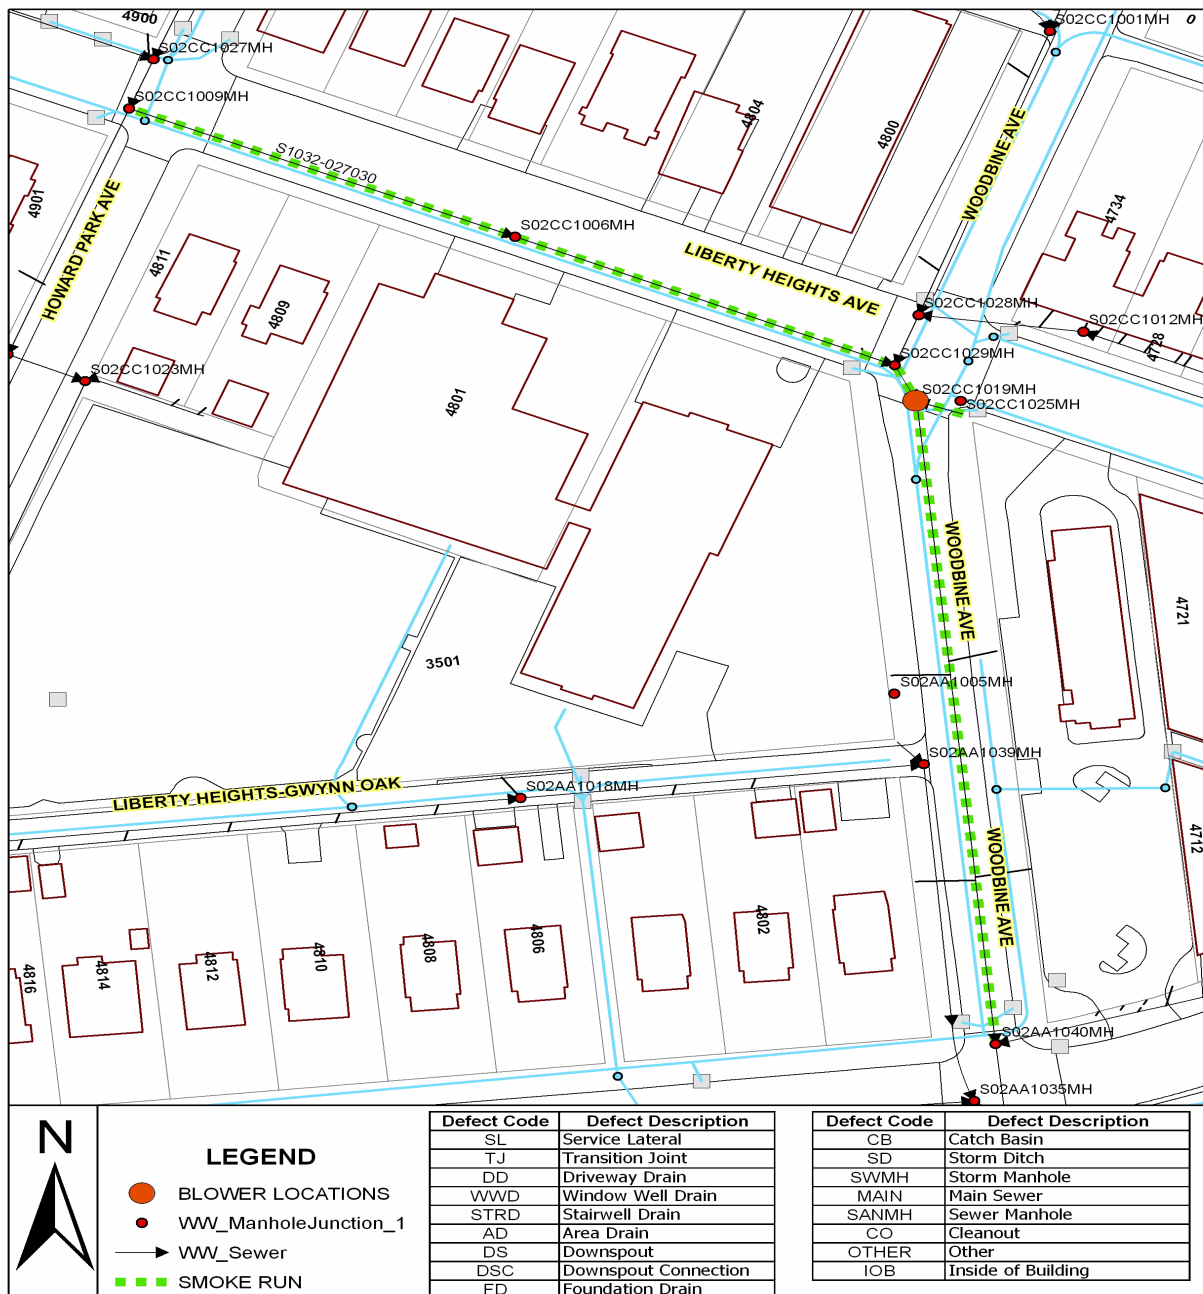 4900
S02CC1027MH
S02CC1001MH
0
S02CC1009MH
4804
4800
WOODBINE AVE
S1032-027030
4901
HOWARD PARK AVE
4734
S02CC1006MH
4811
LIBERTY HEIGHTS AVE
4809
S02CC1028MH
S02CC1012MH
4728
S02CC1029MH
S02CC1023MH
S02CC1019MH
S02CC1025MH
4801
WOODBINE AVE
4721
3501
S02AA1005MH
S02AA1039MH
LIBERTY HEIGHTS-GWYNN OAK
S02AA1018MH
4712
WOODBINE AVE
4816
4814
4812
4810
4808
4806
4802
S02AA1040MH
S02AA1035MH
N
LEGEND
BLOWER LOCATIONS
WW_ManholeJunction_1
WW_Sewer
SMOKE RUN
Defect Code Defect Description
SL Service Lateral
TJ Transition Joint
DD Driveway Drain
WWD Window Well Drain
STRD Stairwell Drain
AD Area Drain
DS Downspout
DSC Downspout Connection
FD Foundation Drain
Defect Code Defect Description
CB Catch Basin
SD Storm Ditch
SWMH Storm Manhole
MAIN Main Sewer
SANMH Sewer Manhole
CO Cleanout
OTHER Other
IOB Inside of Building